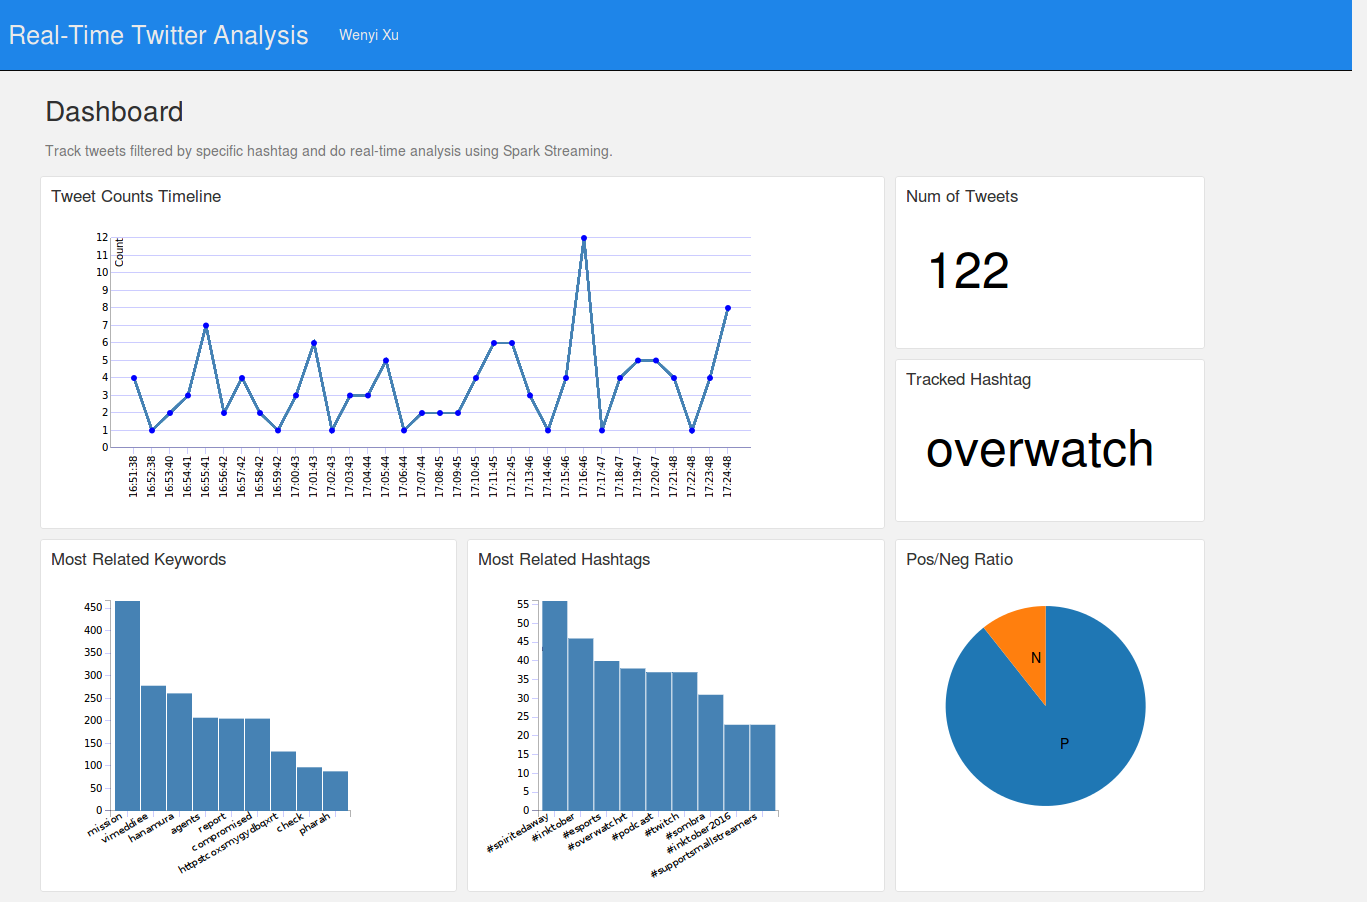 Real-Time Twitter Analysis
Wenyi Xu
Dashboard
Track tweets filtered by specific hashtag and do real-time analysis using Spark Streaming.
Tweet Counts Timeline
12
11
10
9
8
7
6
5
4
3
2
1
0
Count
16:51:38
16:52:38
16:53:40
16:54:41
16:55:41
16:56:42
16:57:42
16:58:42
16:59:42
17:00:43
17:01:43
17:02:43
17:03:43
17:04:44
17:05:44
17:06:44
17:07:44
17:08:45
17:09:45
17:10:45
17:11:45
17:12:45
17:13:46
17:14:46
17:15:46
17:16:46
17:17:47
17:18:47
17:19:47
17:20:47
17:21:48
17:22:48
17:23:48
17:24:48
Num of Tweets
122
Tracked Hashtag
overwatch
Most Related Keywords
450
400
350
300
250
200
150
100
50
0
mission
vimeddiee
hanamura
agents
report
compromised
httpstcoxsmygydbqxrt
check
pharah
Most Related Hashtags
55
50
45
40
35
30
25
20
15
10
5
0
#spiritedaway
#inktober
#esports
#overwatchrt
#podcast
#twitch
#sombra
#inktober2016
#supportsmallstreamers
Pos/Neg Ratio
N
P